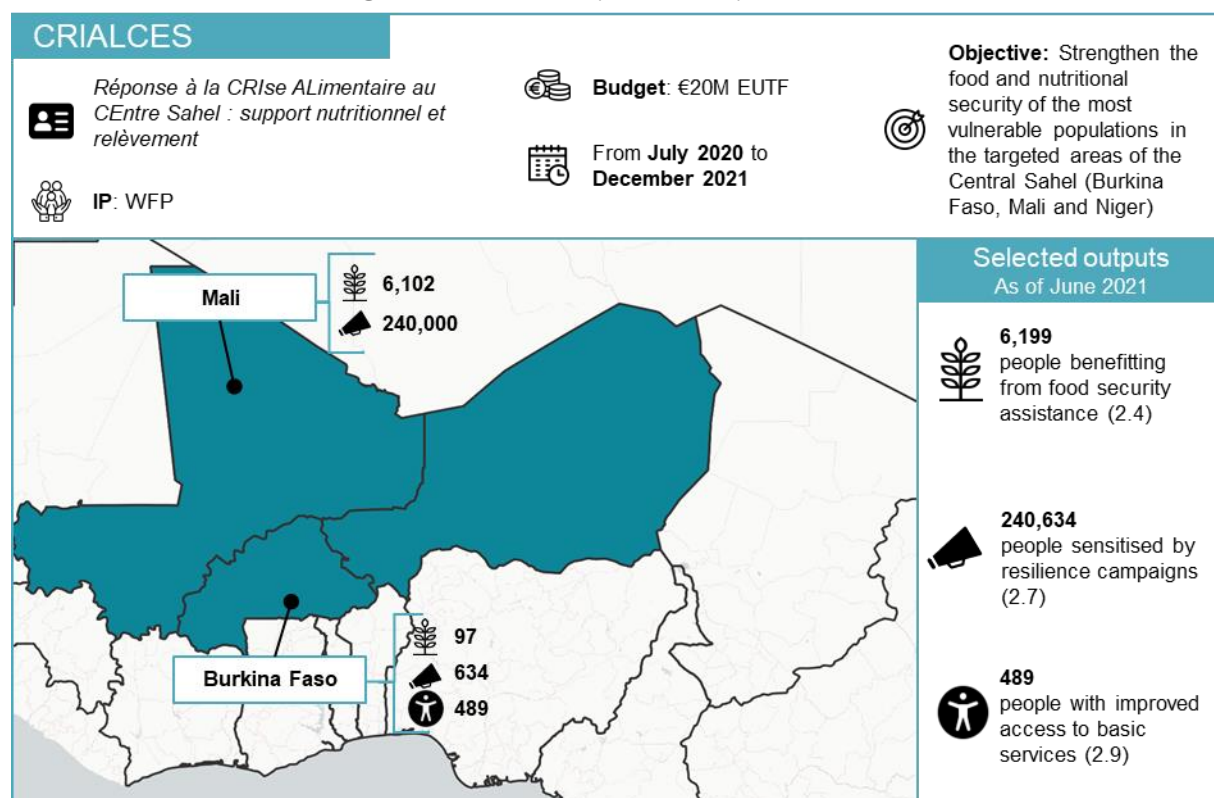 CRIALCES
Réponse à la CRIse ALimentaire au
CEntre Sahel : support nutritionnel et
relèvement
IP: WFP
Budget: €20M EUTF
From July 2020 to
December 2021
Objective: Strengthen the
food and nutritional
security of the most
vulnerable populations in
the targeted areas of the
Central Sahel (Burkina
Faso, Mali and Niger)
Mali
6,102
240,000
Burkina Faso
97
634
489
Selected outputs
As of June 2021
6,199
people benefitting
from food security
assistance (2.4)
240,634
people sensitised by
resilience campaigns
(2.7)
489
people with improved
access to basic
services (2.9)